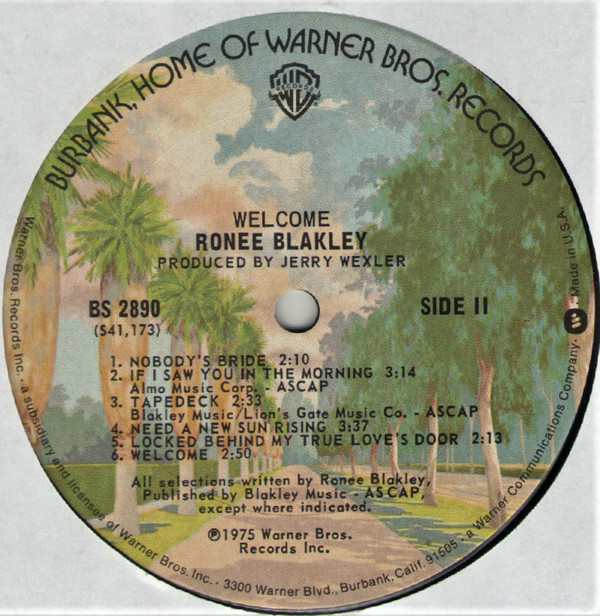 BURBANK, HOME OF WARNER BROS. RECORDS
W
RECORDS
WELCOME
RONEE BLAKLEY
PRODUCED BY JERRY WEXLER
BS 2890
(S41,173)
SIDE II
1. NOBODY'S BRIDE 2:10
2. IF I SAW YOU IN THE MORNING 3:14
Almo Music Corp. - ASCAP
3. TAPEDECK 2:33
Blakley Music/Lion's Gate Music Co. - ASCAP
4. NEED A NEW SUN RISING 3:37
5. LOCKED BEHIND MY TRUE LOVE'S DOOR 2:13
6. WELCOME 2:50
All selections written by Ronee Blakley,
Published by Blakley Music - ASCAP,
except where indicated.
℗1975 Warner Bros.
Records Inc.
Warner Bros. Records Inc. • a subsidiary and licensee of Warner Bros. Inc. • 3300 Warner Blvd., Burbank, Calif. 91505 • a Warner Communications Company • Made in U.S.A.